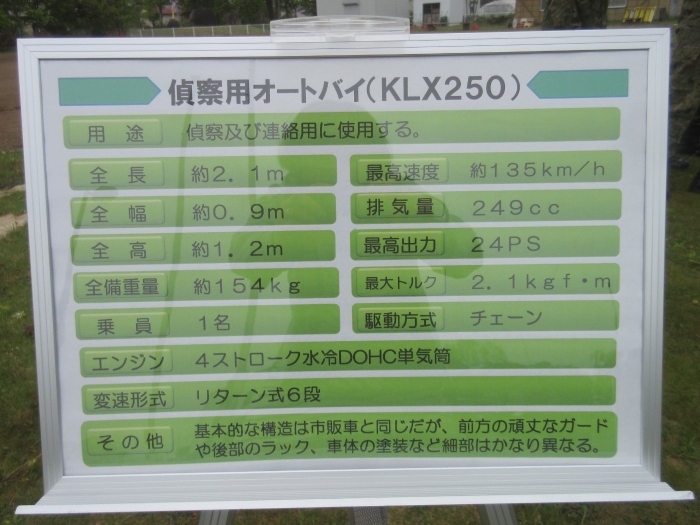 偵察用オートバイ(KLX250)
用途 偵察及び連絡用に使用する。
全長 約2.1m 最高速度 約135km/h
全幅 約0.9m 排気量 249cc
全高 約1.2m 最高出力 24PS
全備重量 約154kg 最大トルク 2.1kgf・m
乗員 1名 駆動方式 チェーン
エンジン 4ストローク水冷DOHC単気筒
変速形式 リターン式6段
その他 基本的な構造は市販車と同じだが、前方の頑丈なガード
や後部のラック、車体の塗装など細部はかなり異なる。